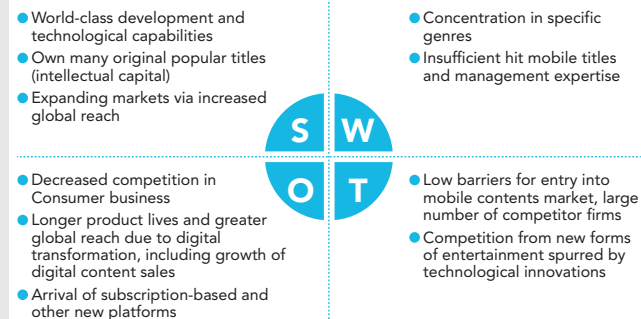 ● World-class development and
technological capabilities
● Own many original popular titles
(intellectual capital)
● Expanding markets via increased
global reach
● Concentration in specific
genres
● Insufficient hit mobile titles
and management expertise
S W
O T
● Decreased competition in
Consumer business
● Longer product lives and greater
global reach due to digital
transformation, including growth of
digital content sales
● Arrival of subscription-based and
other new platforms
● Low barriers for entry into
mobile contents market, large
number of competitor firms
● Competition from new forms
of entertainment spurred by
technological innovations